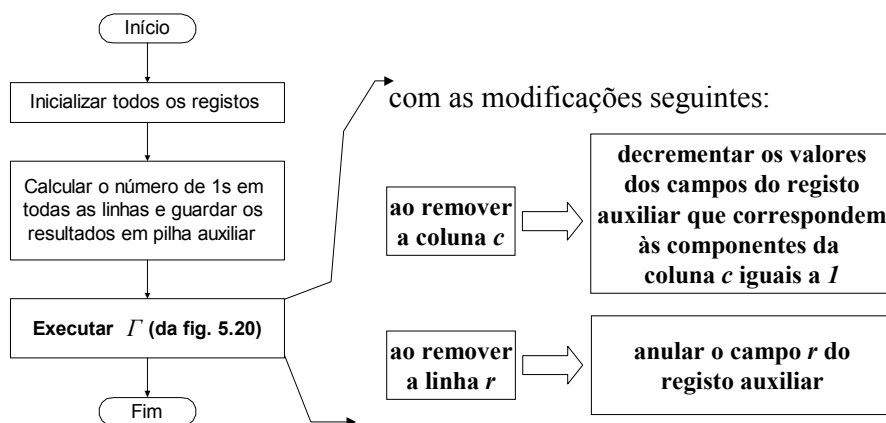 Início
Inicializar todos os registos
Calcular o número de 1s em
todas as linhas e guardar os
resultados em pilha auxiliar
Executar Γ (da fig. 5.20)
Fim
com as modificações seguintes:
ao remover
a coluna c
decrementar os valores
dos campos do registo
auxiliar que correspondem
às componentes da
coluna c iguais a 1
ao remover
a linha r
anular o campo r do
registo auxiliar